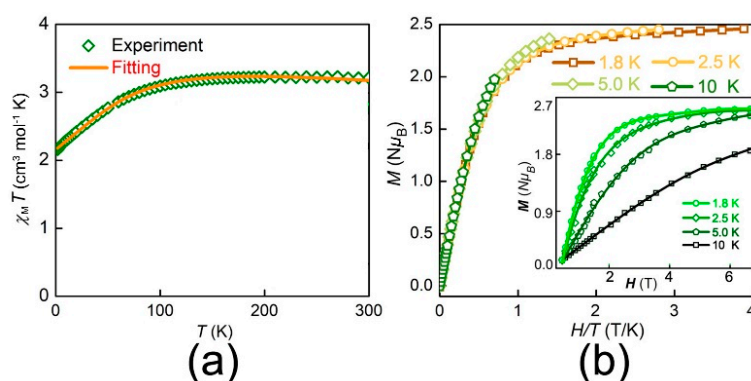 4
3
2
1
0
0
100
200
300
χM T (cm³ mol⁻¹ K)
T (K)
Experiment
Fitting
(a)
2.5
2.0
1.5
1.0
0.5
0.0
0
1
2
3
4
M (NμB)
H/T (T/K)
1.8 K
2.5 K
5.0 K
10 K
2.7
1.8
0.9
0.0
2
4
6
M (NμB)
H (T)
1.8 K
2.5 K
5.0 K
10 K
(b)